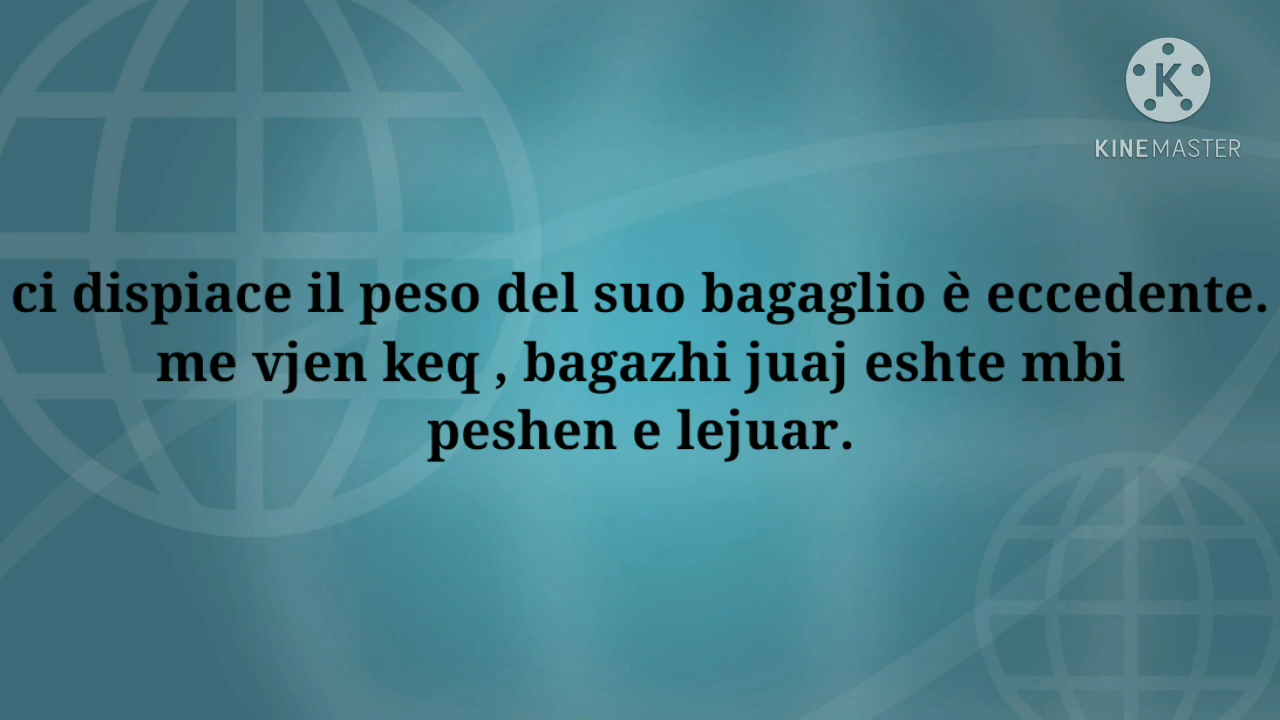 K
KINEMASTER
ci dispiace il peso del suo bagaglio è eccedente.
me vjen keq , bagazhi juaj eshte mbi
peshen e lejuar.